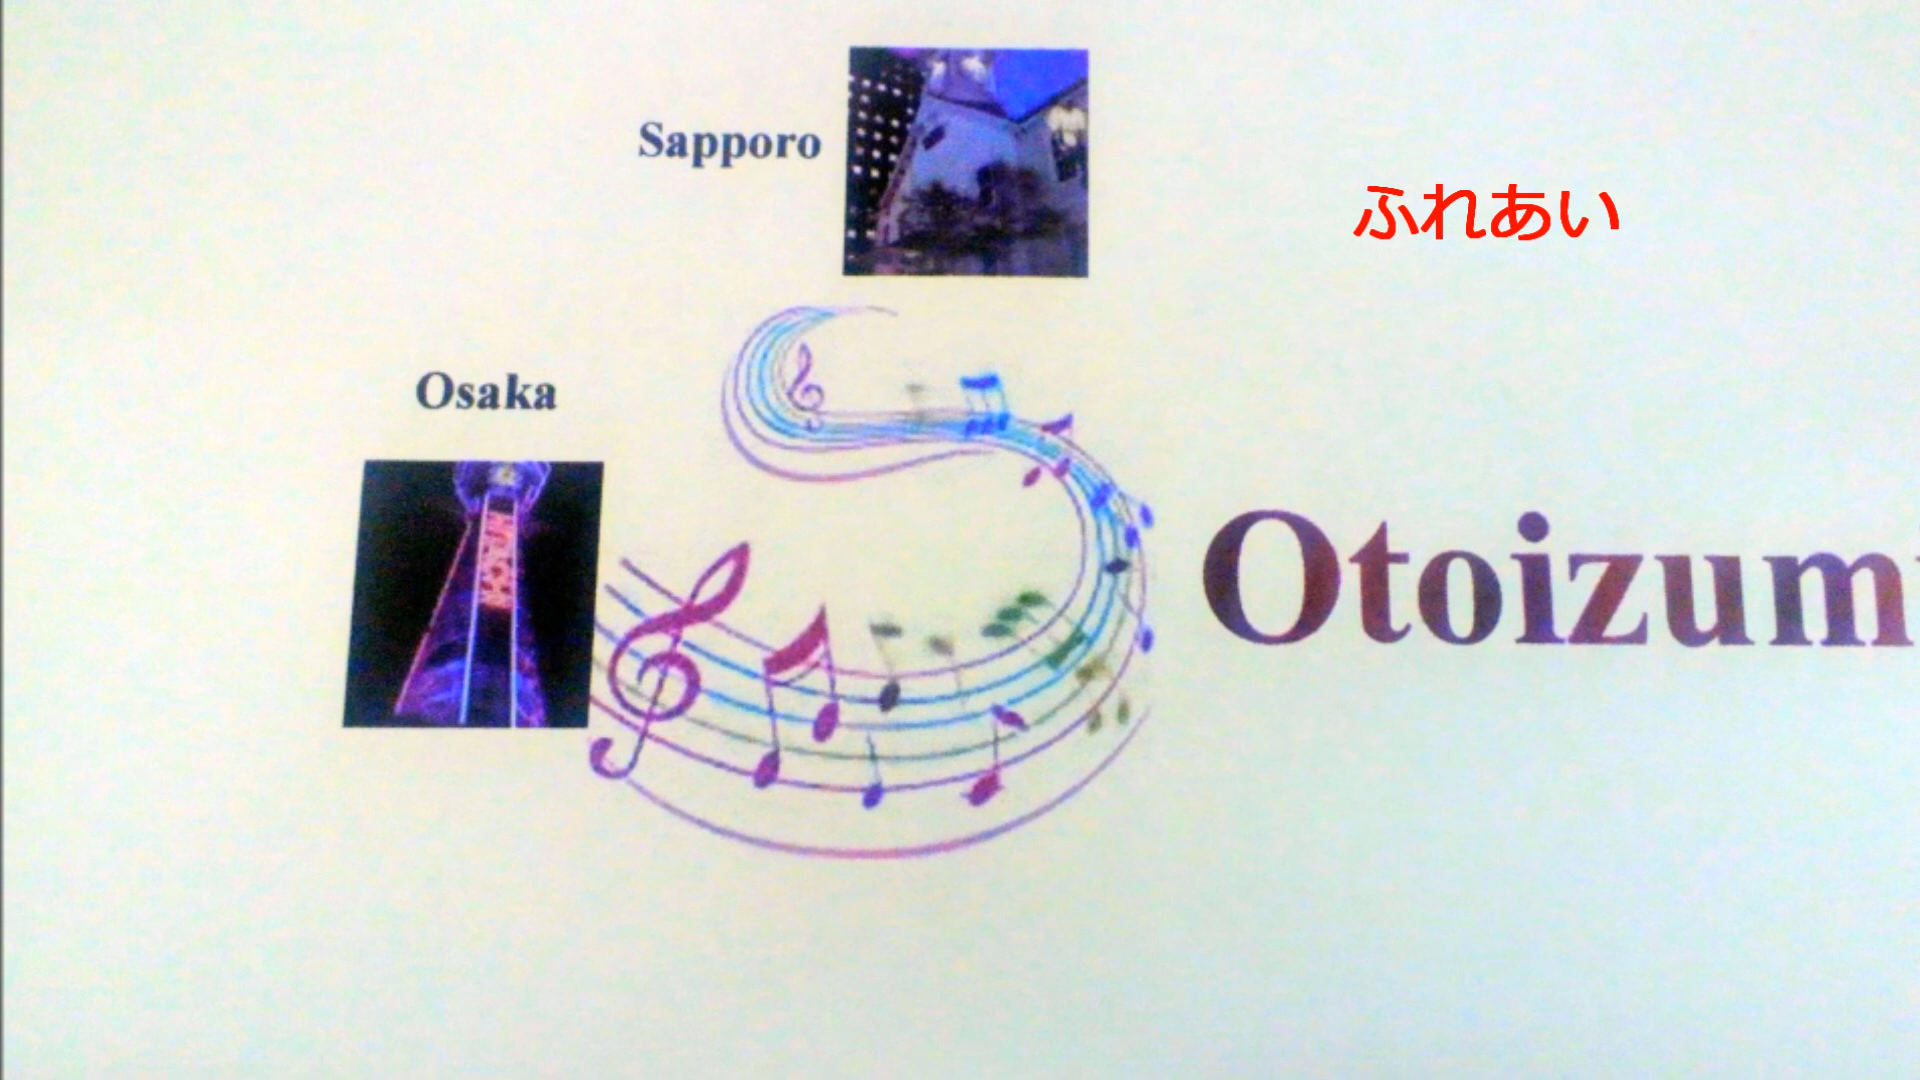 Sapporo
ふれあい
Osaka
Otoizum